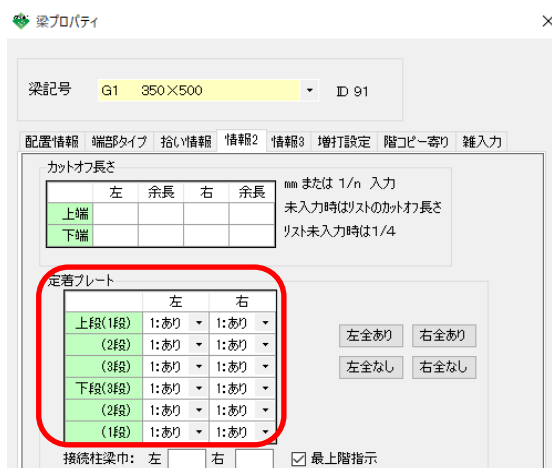 梁プロパティ ×
梁記号 G1 350×500 ID 91
配置情報 端部タイプ 拾い情報 情報2 情報3 増打設定 階コピー寄り 雑入力
カットオフ長さ
左 余長 右 余長
上端
下端
mm または 1/n 入力
未入力時はリストのカットオフ長さ
リスト未入力時は1/4
定着プレート
左 右
上段(1段) 1:あり 1:あり
(2段) 1:あり 1:あり
(3段) 1:あり 1:あり
下段(3段) 1:あり 1:あり
(2段) 1:あり 1:あり
(1段) 1:あり 1:あり
左全あり 右全あり
左全なし 右全なし
接続柱梁巾: 左 右 最上階指示